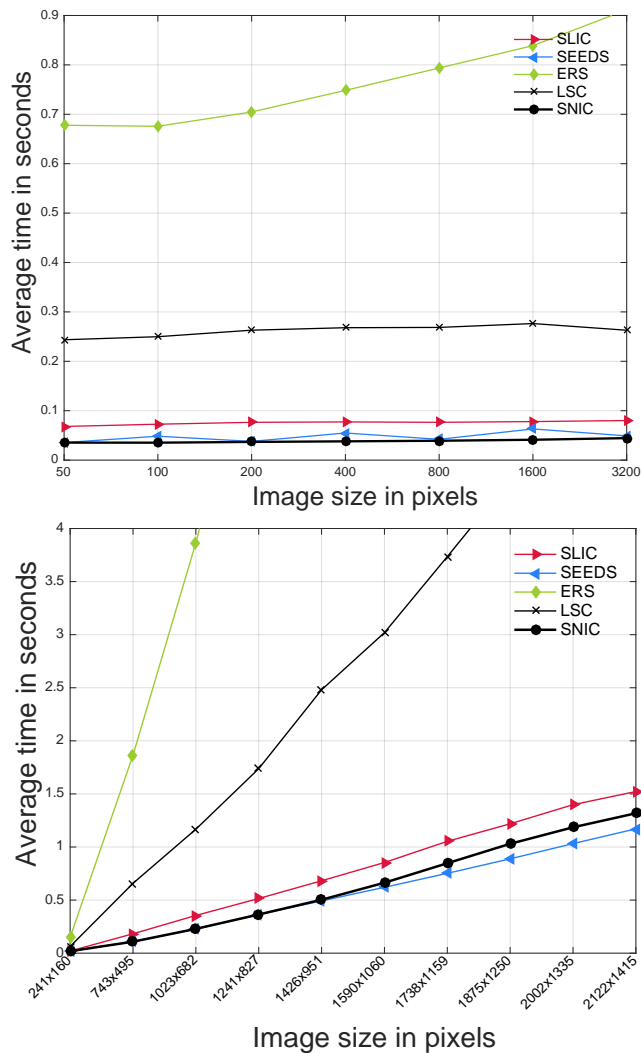 0.9
0.8
0.7
0.6
0.5
0.4
0.3
0.2
0.1
0
Average time in seconds
SLIC
SEEDS
ERS
LSC
SNIC
50 100 200 400 800 1600 3200
Image size in pixels
4
3.5
3
2.5
2
1.5
1
0.5
0
Average time in seconds
SLIC
SEEDS
ERS
LSC
SNIC
241x160 743x495 1023x682 1241x827 1426x951 1590x1060 1738x1159 1875x1250 2002x1335 2122x1415
Image size in pixels